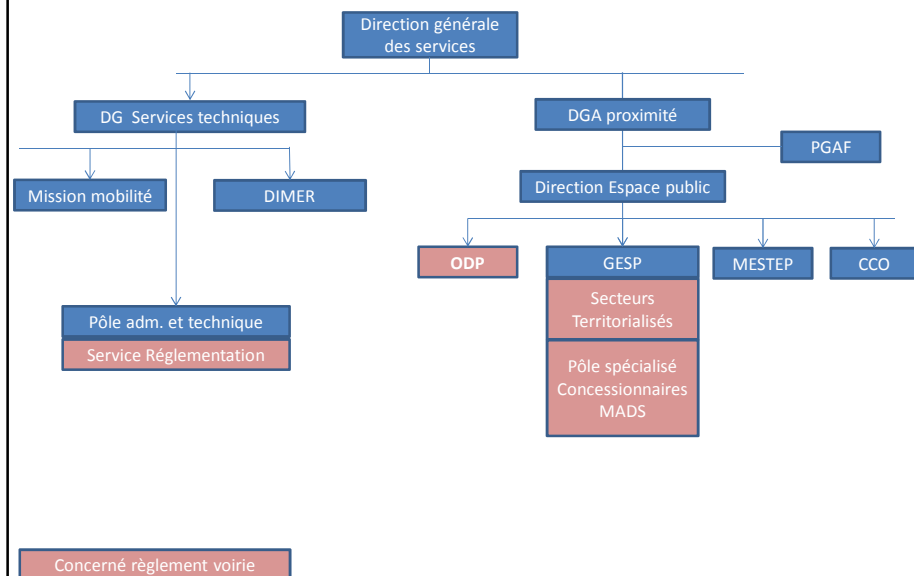 Direction générale
des services
DG Services techniques
DGA proximité
PGAF
Mission mobilité
DIMER
Direction Espace public
ODP
GESP
MESTEP
CCO
Secteurs
Territorialisés
Pôle adm. et technique
Service Réglementation
Pôle spécialisé
Concessionnaires
MADS
Concerné règlement voirie